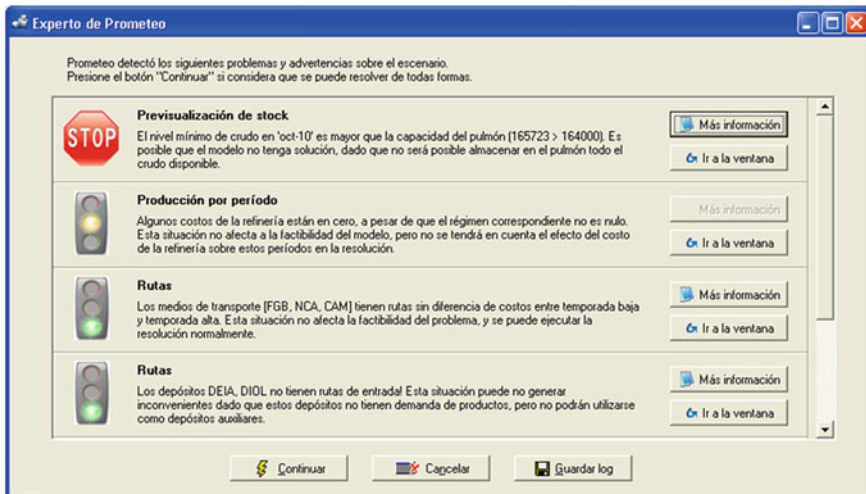 Experto de Prometeo
Prometeo detectó los siguientes problemas y advertencias sobre el escenario.
Presione el botón "Continuar" si considera que se puede resolver de todas formas.
STOP
Previsualización de stock
El nivel mínimo de crudo en 'oct-10' es mayor que la capacidad del pulmón (165723 > 164000). Es
posible que el modelo no tenga solución, dado que no será posible almacenar en el pulmón todo el
crudo disponible.
Más información
Ir a la ventana
Producción por período
Algunos costos de la refinería están en cero, a pesar de que el régimen correspondiente no es nulo.
Esta situación no afecta a la factibilidad del modelo, pero no se tendrá en cuenta el efecto del costo
de la refinería sobre estos períodos en la resolución.
Más información
Ir a la ventana
Rutas
Los medios de transporte [FGB, NCA, CAM] tienen rutas sin diferencia de costos entre temporada baja
y temporada alta. Esta situación no afecta la factibilidad del problema, y se puede ejecutar la
resolución normalmente.
Más información
Ir a la ventana
Rutas
Los depósitos DEIA, DIOL no tienen rutas de entrada! Esta situación puede no generar
inconvenientes dado que estos depósitos no tienen demanda de productos, pero no podrán utilizarse
como depósitos auxiliares.
Más información
Ir a la ventana
Continuar
Cancelar
Guardar log